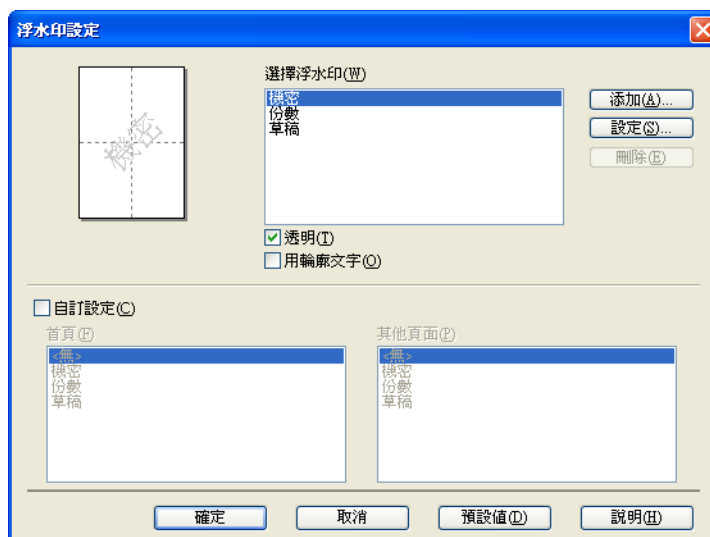 浮水印設定
機密
選擇浮水印(W)
機密
份數
草稿
添加(A)...
設定(S)...
刪除(E)
透明(T)
用輪廓文字(O)
自訂設定(C)
首頁(F)
<無>
機密
份數
草稿
其他頁面(P)
<無>
機密
份數
草稿
確定
取消
預設值(D)
說明(H)